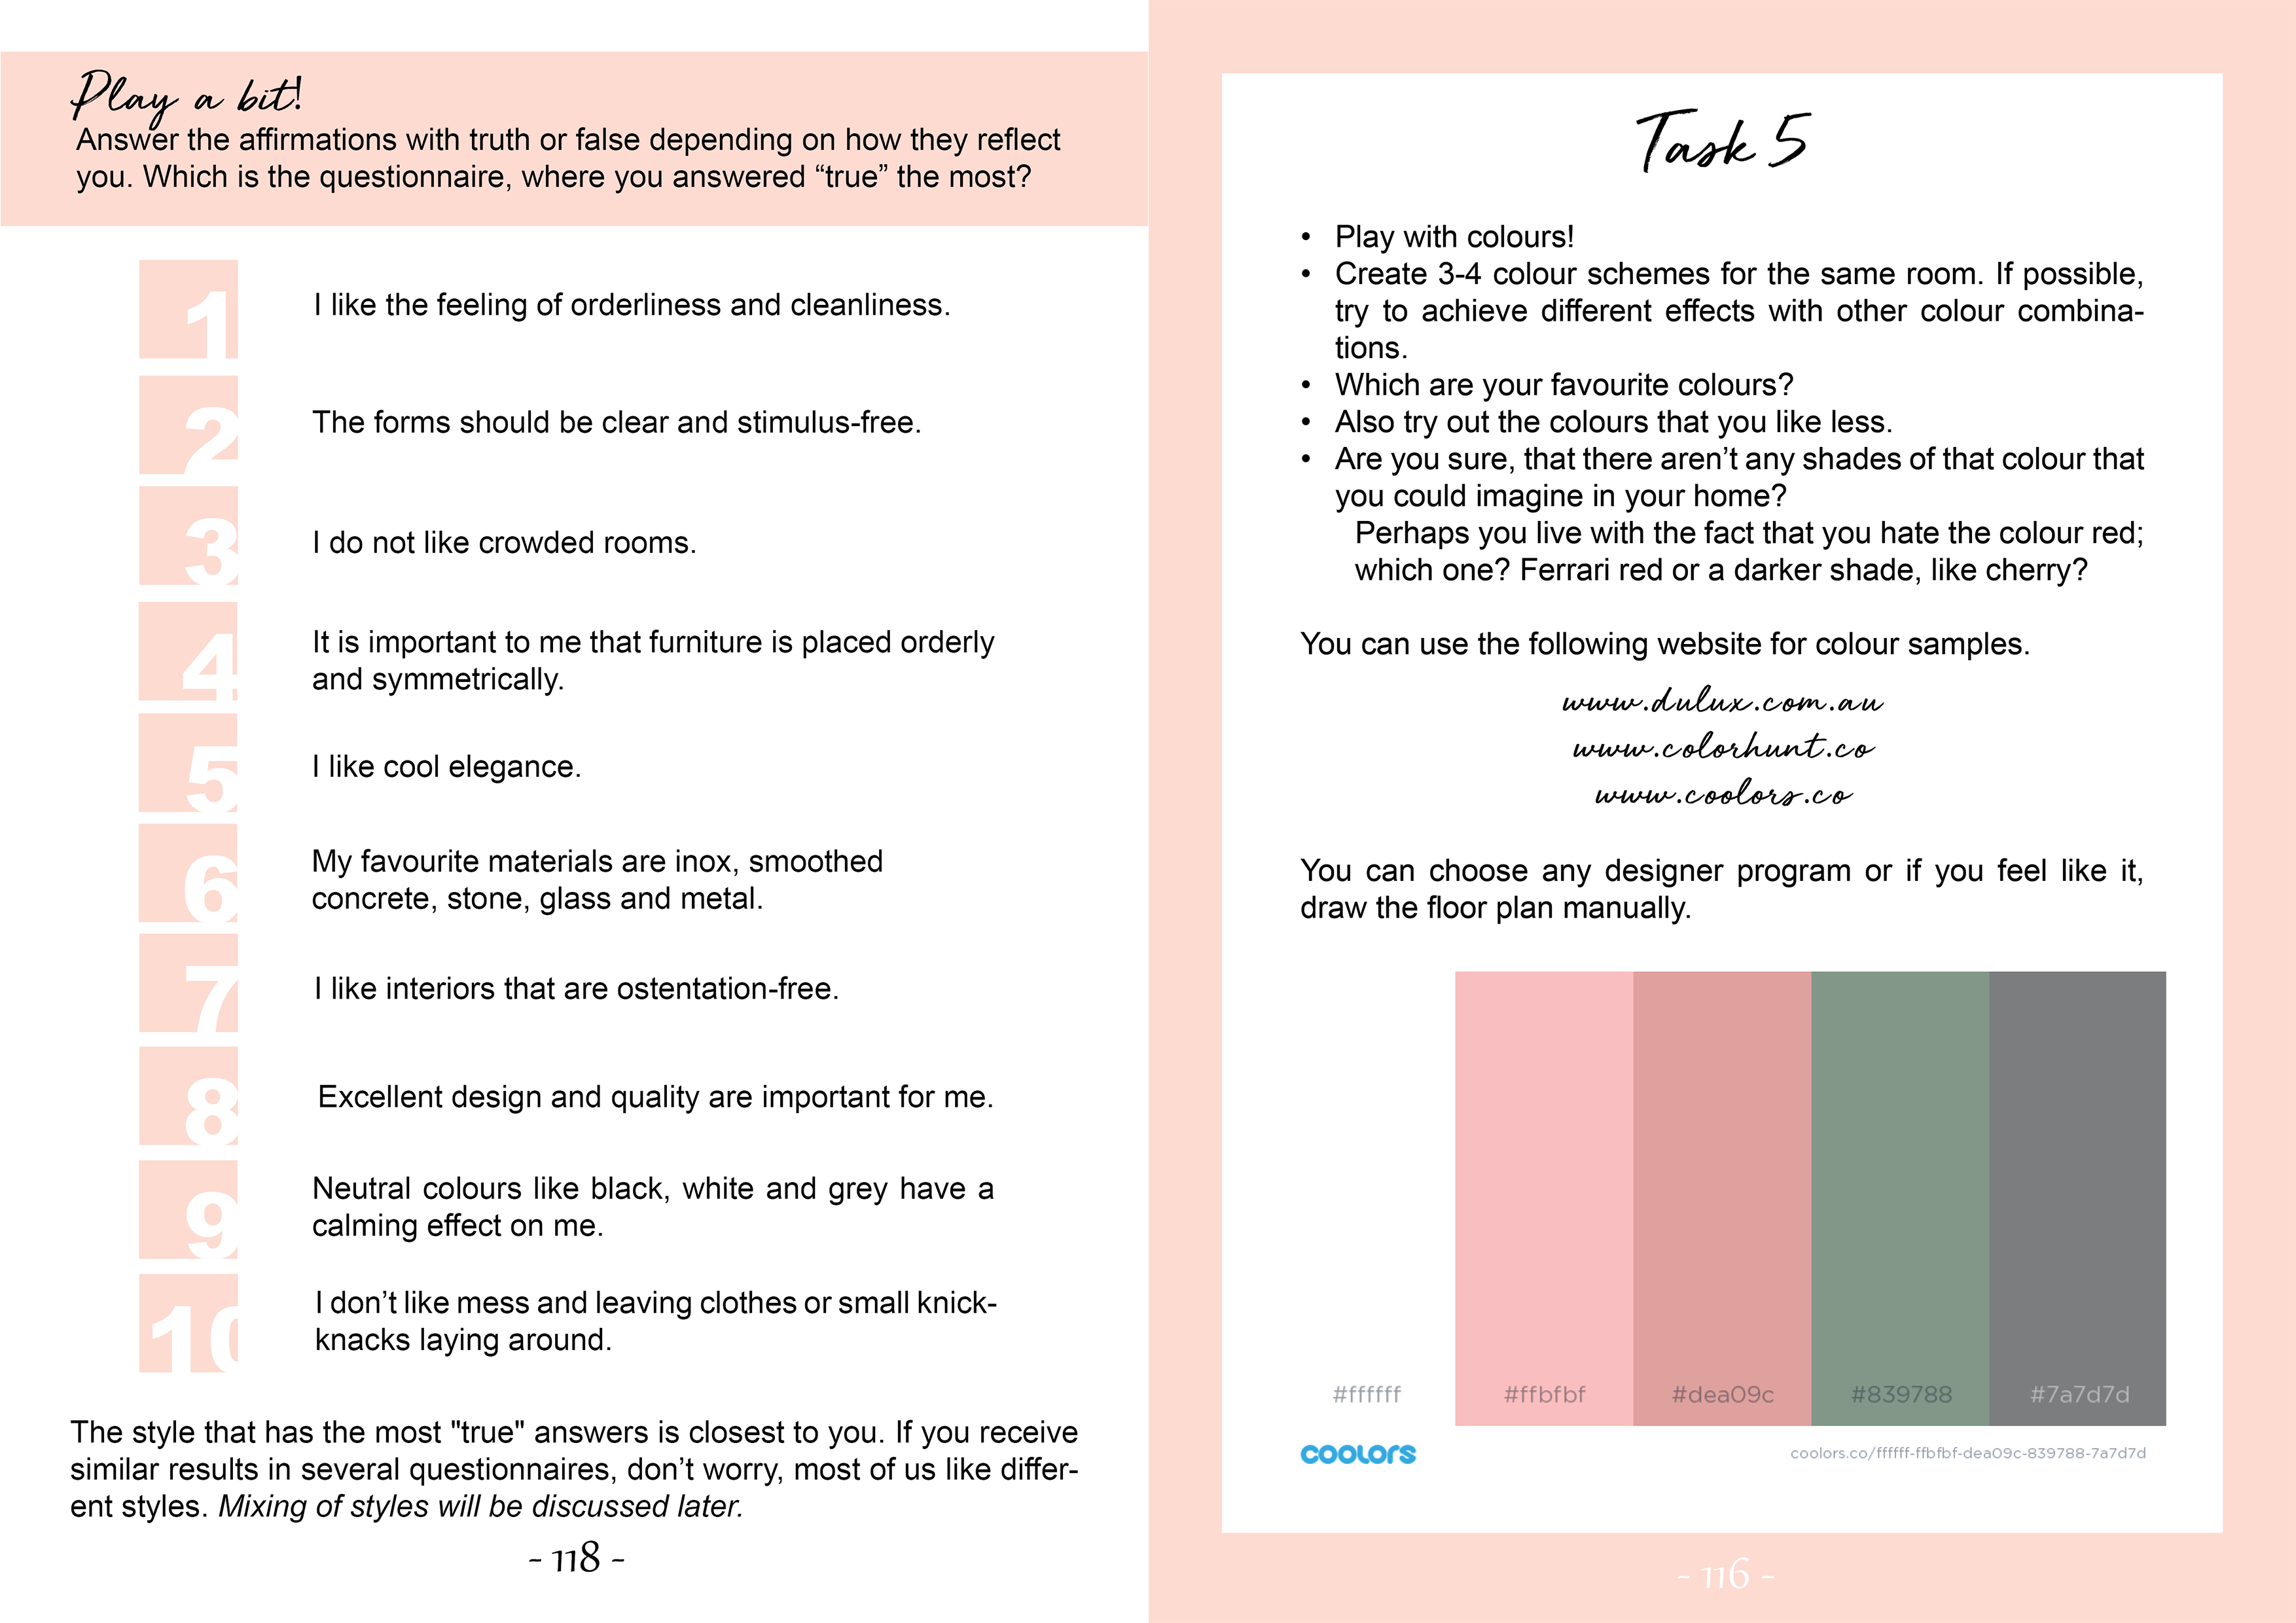 Play a bit!
Answer the affirmations with truth or false depending on how they reflect
you. Which is the questionnaire, where you answered “true” the most?
1
I like the feeling of orderliness and cleanliness.
2
The forms should be clear and stimulus-free.
3
I do not like crowded rooms.
4
It is important to me that furniture is placed orderly
and symmetrically.
5
I like cool elegance.
6
My favourite materials are inox, smoothed
concrete, stone, glass and metal.
7
I like interiors that are ostentation-free.
8
Excellent design and quality are important for me.
9
Neutral colours like black, white and grey have a
calming effect on me.
10
I don’t like mess and leaving clothes or small knick-
knacks laying around.
The style that has the most "true" answers is closest to you. If you receive
similar results in several questionnaires, don’t worry, most of us like differ-
ent styles. Mixing of styles will be discussed later.
- 118 -
Task 5
• Play with colours!
• Create 3-4 colour schemes for the same room. If possible,
try to achieve different effects with other colour combina-
tions.
• Which are your favourite colours?
• Also try out the colours that you like less.
• Are you sure, that there aren’t any shades of that colour that
you could imagine in your home?
Perhaps you live with the fact that you hate the colour red;
which one? Ferrari red or a darker shade, like cherry?
You can use the following website for colour samples.
www.dulux.com.au
www.colorhunt.co
www.coolors.co
You can choose any designer program or if you feel like it,
draw the floor plan manually.
#ffffff #ffbfbf #dea09c #839788 #7a7d7d
coolors coolors.co/ffffff-ffbfbf-dea09c-839788-7a7d7d
- 116 -